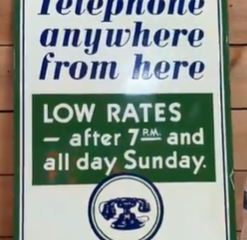 Telephone
anywhere
from here
LOW RATES
– after 7 P.M. and
all day Sunday.